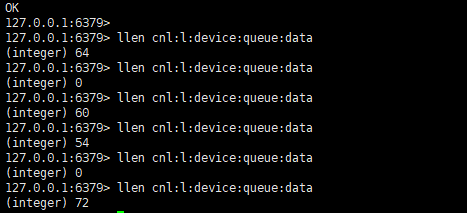 OK
127.0.0.1:6379>
127.0.0.1:6379> llen cnl:l:device:queue:data
(integer) 64
127.0.0.1:6379> llen cnl:l:device:queue:data
(integer) 0
127.0.0.1:6379> llen cnl:l:device:queue:data
(integer) 60
127.0.0.1:6379> llen cnl:l:device:queue:data
(integer) 54
127.0.0.1:6379> llen cnl:l:device:queue:data
(integer) 0
127.0.0.1:6379> llen cnl:l:device:queue:data
(integer) 72